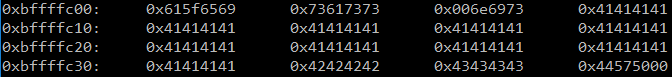 0xbffffc00: 0x615f6569 0x73617373 0x006e6973 0x41414141
0xbffffc10: 0x41414141 0x41414141 0x41414141 0x41414141
0xbffffc20: 0x41414141 0x41414141 0x41414141 0x41414141
0xbffffc30: 0x41414141 0x42424242 0x43434343 0x44575000